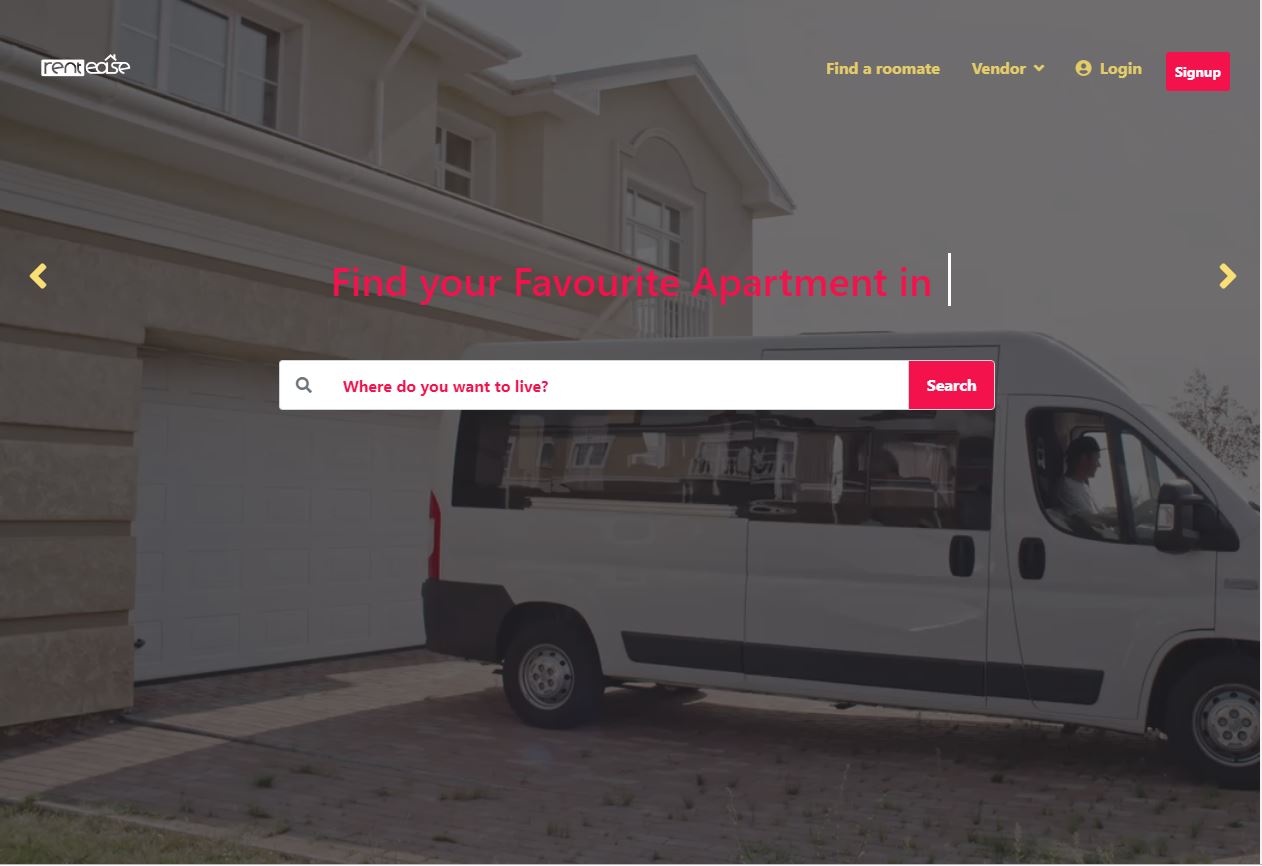 rentease
Find a roomate
Vendor
Login
Signup
Find your Favourite Apartment in
Where do you want to live?
Search